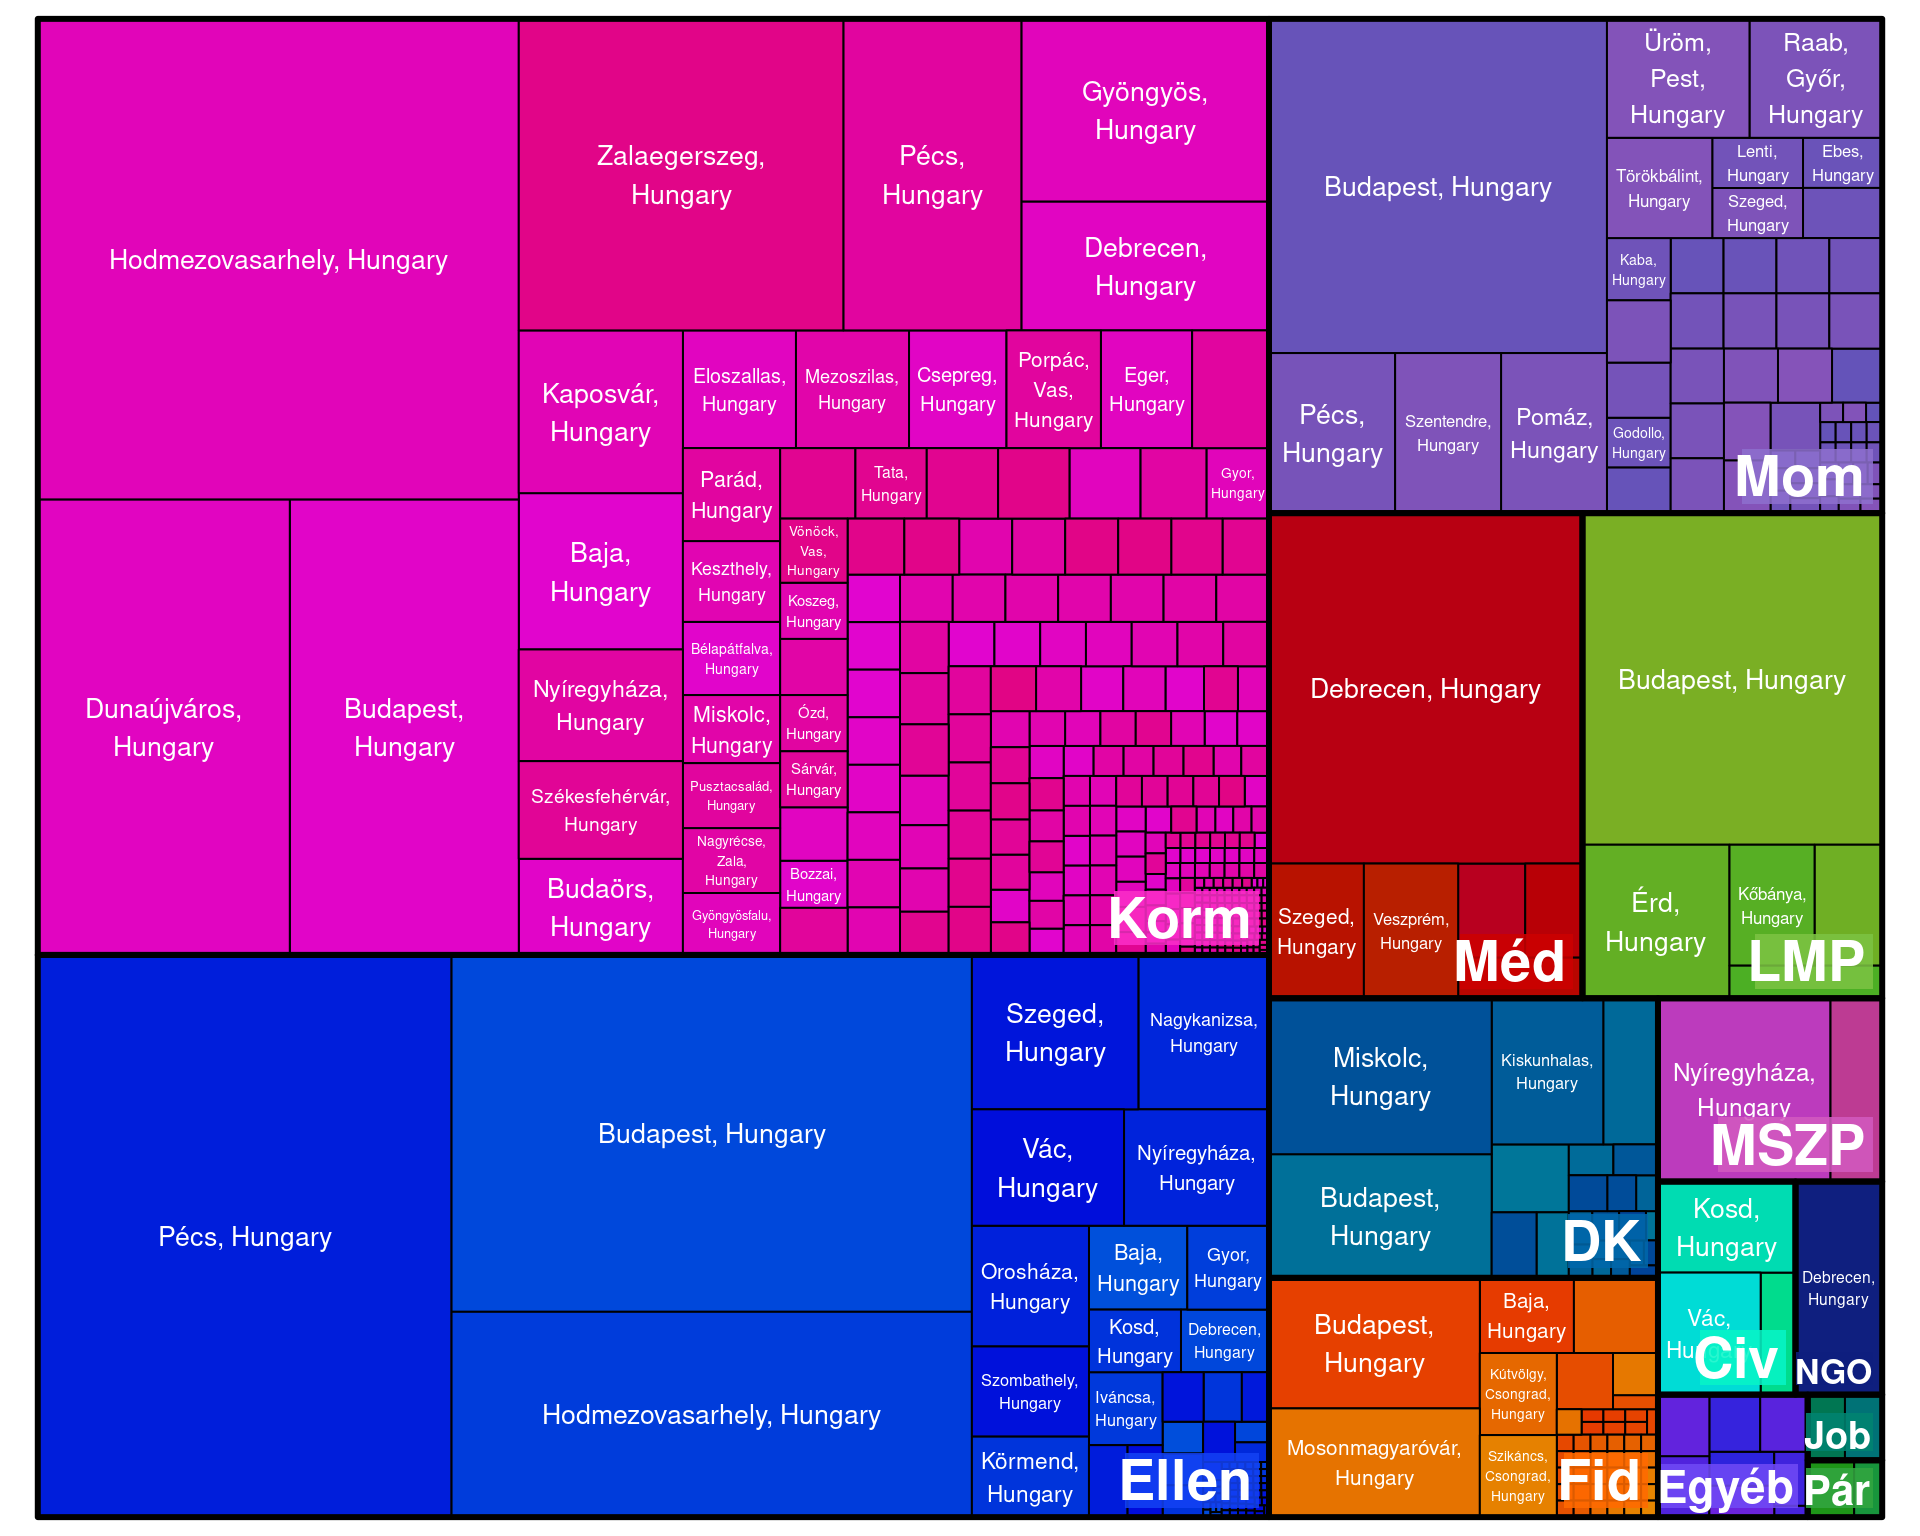 Hodmezovasarhely, Hungary
Dunaújváros,
Hungary
Budapest,
Hungary
Zalaegerszeg,
Hungary
Pécs,
Hungary
Gyöngyös,
Hungary
Debrecen,
Hungary
Kaposvár,
Hungary
Baja,
Hungary
Nyíregyháza,
Hungary
Székesfehérvár,
Hungary
Budaörs,
Hungary
Eloszallas,
Hungary
Mezoszilas,
Hungary
Csepreg,
Hungary
Porpác,
Vas,
Hungary
Eger,
Hungary
Parád,
Hungary
Keszthely,
Hungary
Bélapátfalva,
Hungary
Miskolc,
Hungary
Pusztacsalád,
Hungary
Nagyrécse,
Zala,
Hungary
Gyöngyösfalu,
Hungary
Tata,
Hungary
Gyor,
Hungary
Vönöck,
Vas,
Hungary
Koszeg,
Hungary
Ózd,
Hungary
Sárvár,
Hungary
Bozzai,
Hungary
Korm
Pécs, Hungary
Budapest, Hungary
Hodmezovasarhely, Hungary
Szeged,
Hungary
Nagykanizsa,
Hungary
Vác,
Hungary
Nyíregyháza,
Hungary
Orosháza,
Hungary
Szombathely,
Hungary
Körmend,
Hungary
Baja,
Hungary
Gyor,
Hungary
Kosd,
Hungary
Debrecen,
Hungary
Iváncsa,
Hungary
Ellen
Budapest, Hungary
Pécs,
Hungary
Szentendre,
Hungary
Pomáz,
Hungary
Üröm,
Pest,
Hungary
Raab,
Győr,
Hungary
Törökbálint,
Hungary
Lenti,
Hungary
Ebes,
Hungary
Szeged,
Hungary
Kaba,
Hungary
Godollo,
Hungary
Mom
Debrecen, Hungary
Szeged,
Hungary
Veszprém,
Hungary
Méd
Budapest, Hungary
Érd,
Hungary
Kőbánya,
Hungary
LMP
Miskolc,
Hungary
Budapest,
Hungary
Kiskunhalas,
Hungary
DK
Nyíregyháza,
Hungary
MSZP
Budapest,
Hungary
Mosonmagyaróvár,
Hungary
Baja,
Hungary
Kútvölgy,
Csongrad,
Hungary
Szikáncs,
Csongrad,
Hungary
Fid
Kosd,
Hungary
Vác,
Hungary
Civ
Debrecen,
Hungary
NGO
Egyéb
Job
Pár